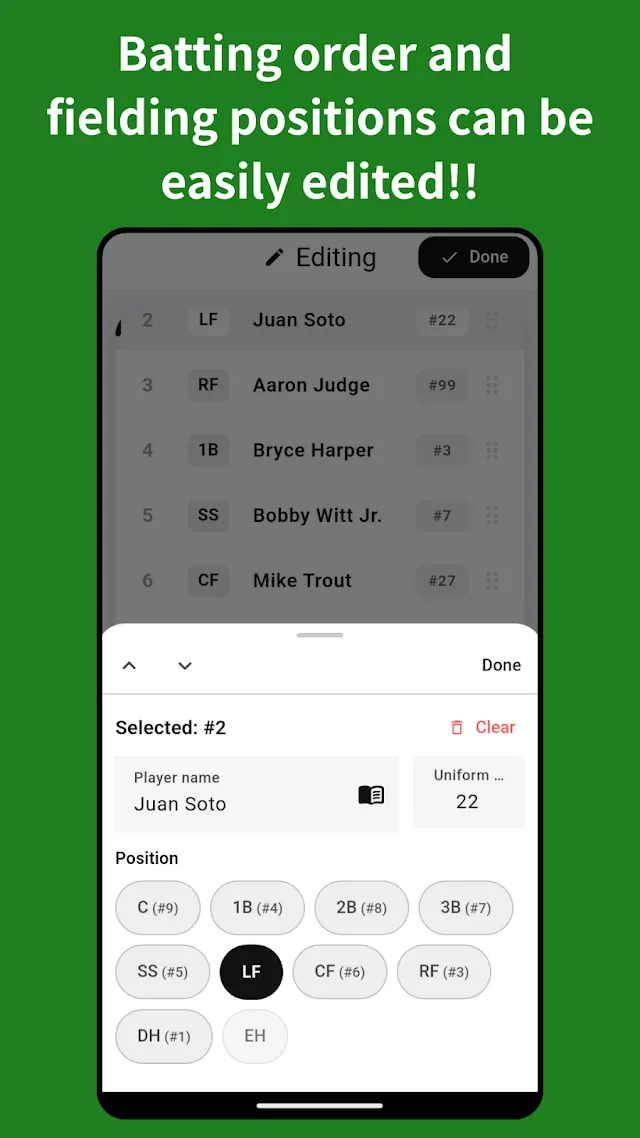 Batting order and
fielding positions can be
easily edited!!
Editing
Done
2 LF Juan Soto #22
3 RF Aaron Judge #99
4 1B Bryce Harper #3
5 SS Bobby Witt Jr. #7
6 CF Mike Trout #27
Done
Selected: #2
Clear
Player name
Juan Soto
Uniform ...
22
Position
C (#9) 1B (#4) 2B (#8) 3B (#7)
SS (#5) LF CF (#6) RF (#3)
DH (#1) EH